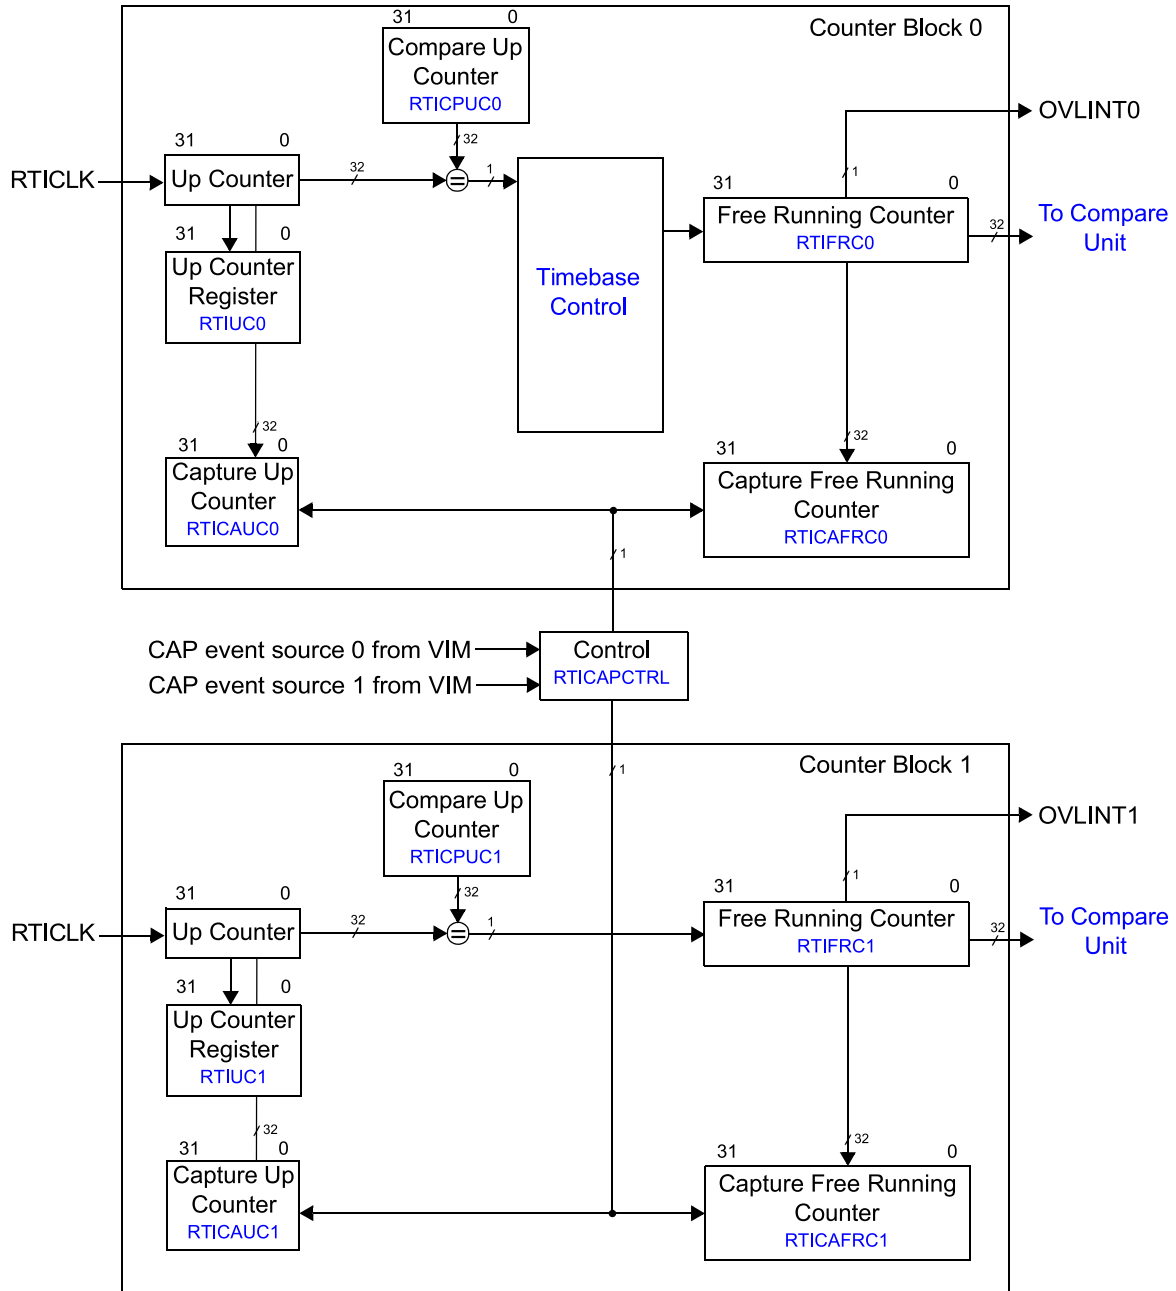 31 0
Counter Block 0
Compare Up
Counter
RTICPUC0
32
OVLINT0
31 0
RTICLK
Up Counter
32
1
1
31 0
Free Running Counter
RTIFRC0
32
To Compare
Unit
31 0
Up Counter
Register
RTIUC0
Timebase
Control
32
31 0
Capture Up
Counter
RTICAUC0
32
31 0
Capture Free Running
Counter
RTICAFRC0
1
CAP event source 0 from VIM
CAP event source 1 from VIM
Control
RTICAPCTRL
31 0
1
Counter Block 1
Compare Up
Counter
RTICPUC1
32
OVLINT1
31 0
RTICLK
Up Counter
32
=
1
1
31 0
Free Running Counter
RTIFRC1
32
To Compare
Unit
31 0
Up Counter
Register
RTIUC1
32
31 0
Capture Up
Counter
RTICAUC1
32
31 0
Capture Free Running
Counter
RTICAFRC1